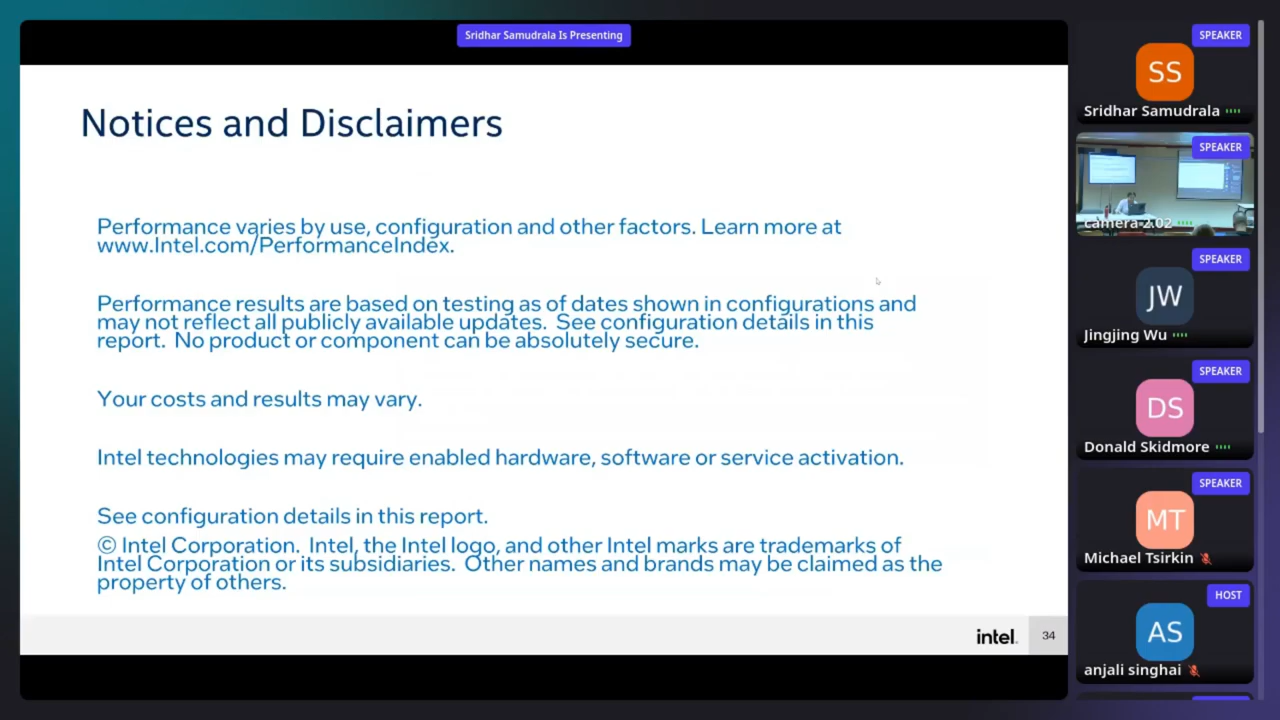 Sridhar Samudrala Is Presenting
Notices and Disclaimers
Performance varies by use, configuration and other factors. Learn more at
www.Intel.com/PerformanceIndex.
Performance results are based on testing as of dates shown in configurations and
may not reflect all publicly available updates.  See configuration details in this
report.  No product or component can be absolutely secure.
Your costs and results may vary.
Intel technologies may require enabled hardware, software or service activation.
See configuration details in this report.
© Intel Corporation.  Intel, the Intel logo, and other Intel marks are trademarks of
Intel Corporation or its subsidiaries.  Other names and brands may be claimed as the
property of others.
intel.
34
SPEAKER
SS
Sridhar Samudrala
SPEAKER
camera-2.02
SPEAKER
JW
Jingjing Wu
SPEAKER
DS
Donald Skidmore
SPEAKER
MT
Michael Tsirkin
HOST
AS
anjali singhai